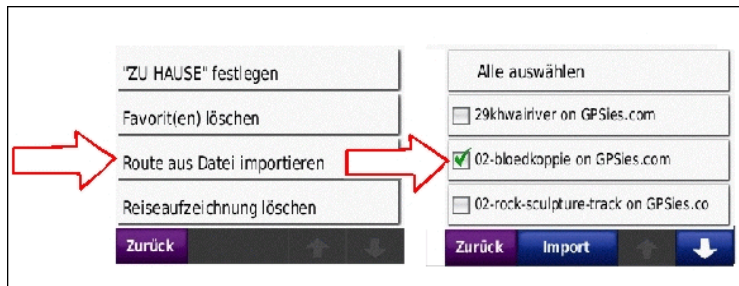 "ZU HAUSE" festlegen
Favorit(en) löschen
Route aus Datei importieren
Reiseaufzeichnung löschen
Zurück
Alle auswählen
29khwairiver on GPSies.com
02-bloedkoppie on GPSies.com
02-rock-sculpture-track on GPSies.co
Zurück Import